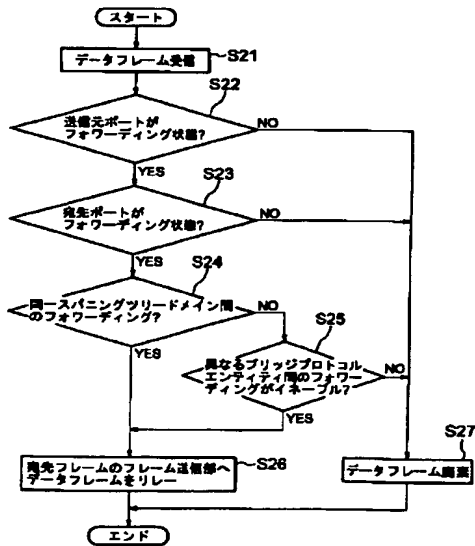 スタート
データフレーム受信
S21
S22
送信元ポートが
フォワーディング状態?
NO
YES
S23
宛先ポートが
フォワーディング状態?
NO
YES
S24
同一スパニングツリードメイン間
のフォワーディング?
NO
YES
S25
異なるブリッジプロトコル
エンティティ間のフォワー
ディングがイネーブル?
NO
YES
S26
宛先フレームのフレーム送信部へ
データフレームをリレー
S27
データフレーム廃棄
エンド